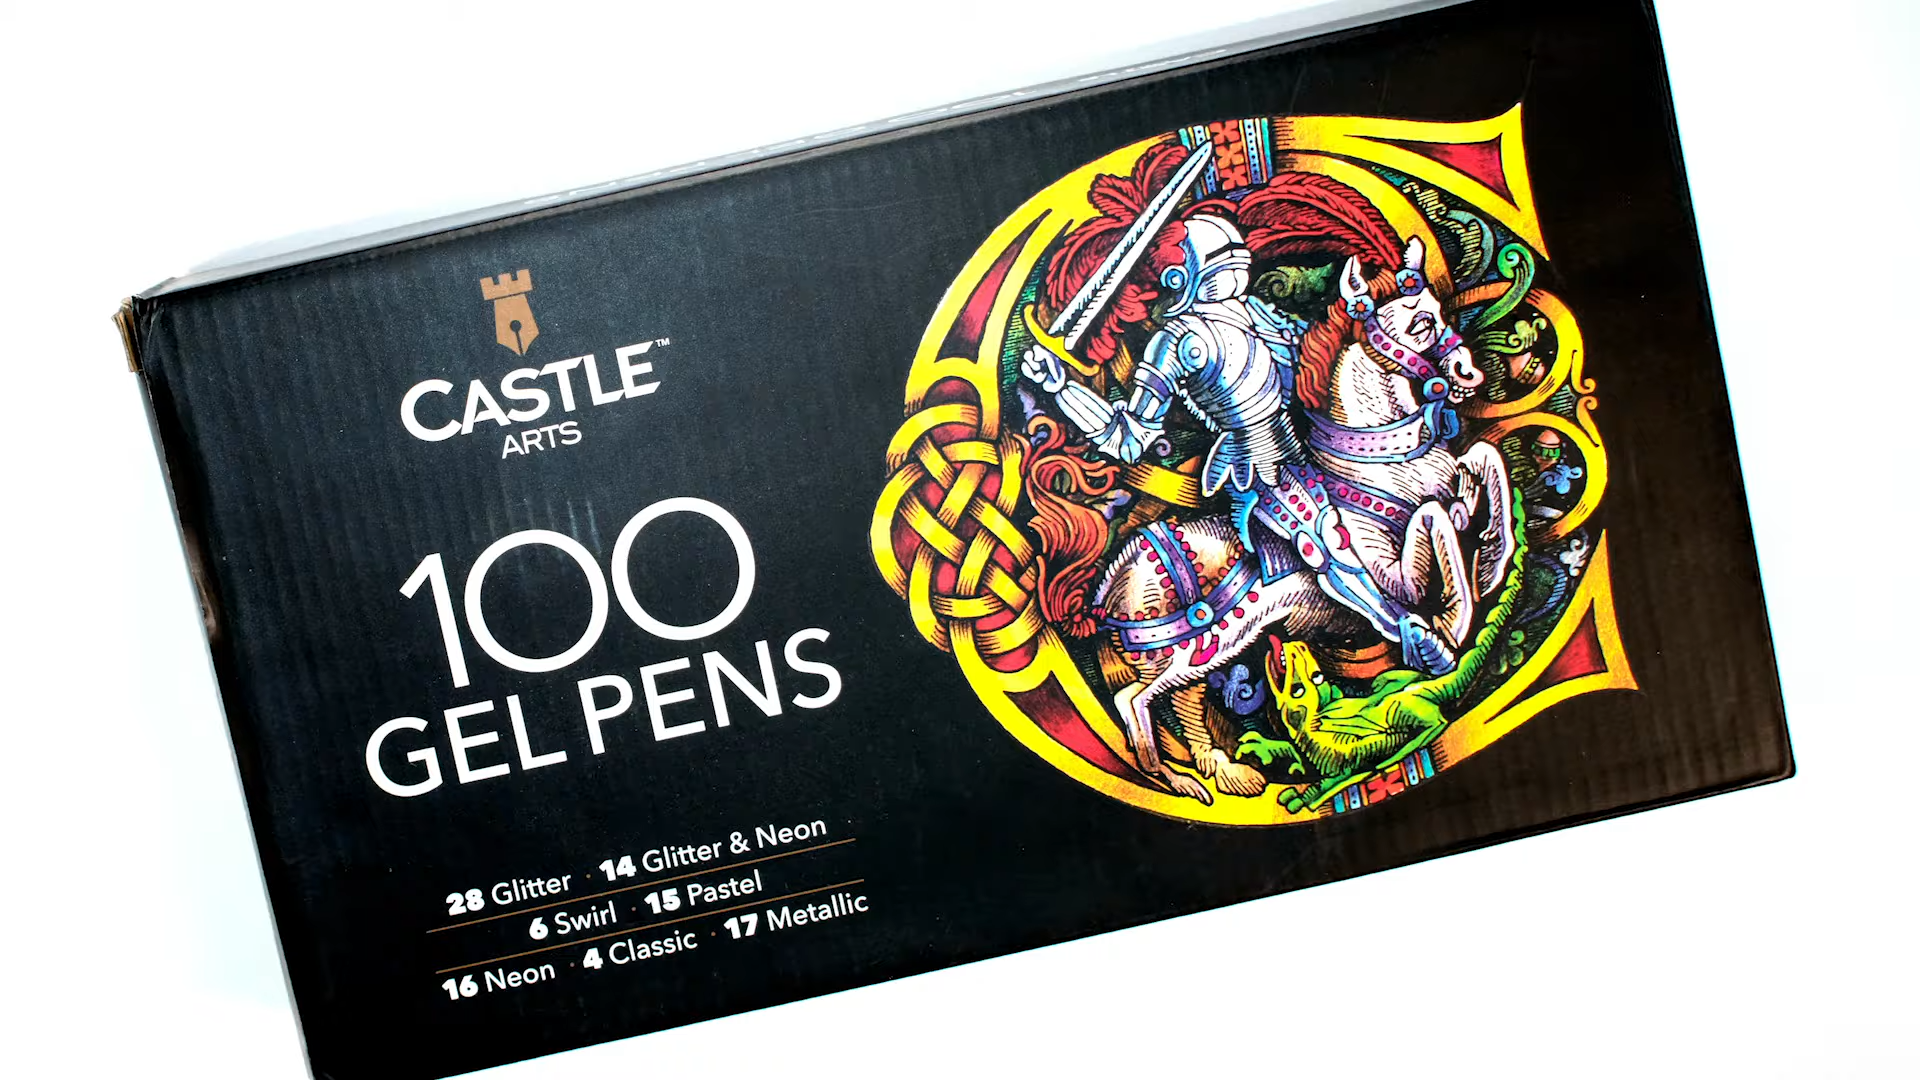 CASTLE™
ARTS
100
GEL PENS
28 Glitter · 14 Glitter & Neon
6 Swirl · 15 Pastel
16 Neon · 4 Classic · 17 Metallic